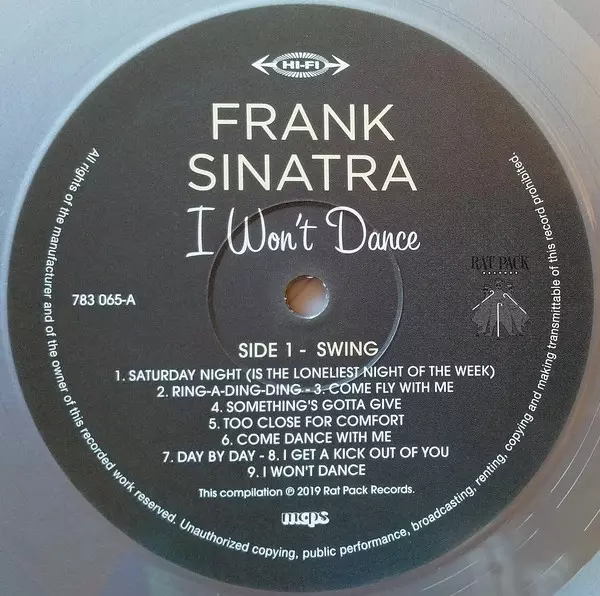 HI-FI
FRANK
SINATRA
I Won't Dance
RAT PACK
783 065-A
SIDE 1 - SWING
1. SATURDAY NIGHT (IS THE LONELIEST NIGHT OF THE WEEK)
2. RING-A-DING-DING - 3. COME FLY WITH ME
4. SOMETHING'S GOTTA GIVE
5. TOO CLOSE FOR COMFORT
6. COME DANCE WITH ME
7. DAY BY DAY - 8. I GET A KICK OUT OF YOU
9. I WON'T DANCE
This compilation ℗ 2019 Rat Pack Records.
mcps
All rights of the manufacturer and of the owner of this recorded work reserved. Unauthorized copying, public performance, broadcasting, renting, copying and making transmittable of this record prohibited.